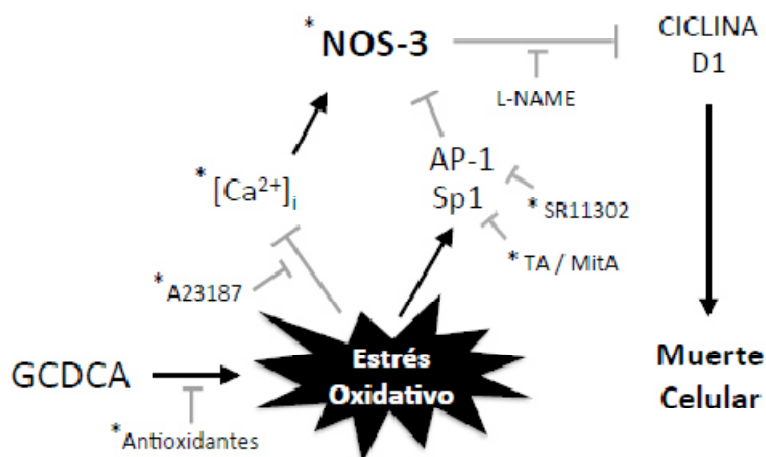 * NOS-3
CICLINA
D1
L-NAME
AP-1
Sp1
* [Ca²⁺]ᵢ
* SR11302
* TA / MitA
* A23187
Estrés
Oxidativo
GCDCA
* Antioxidantes
Muerte
Celular